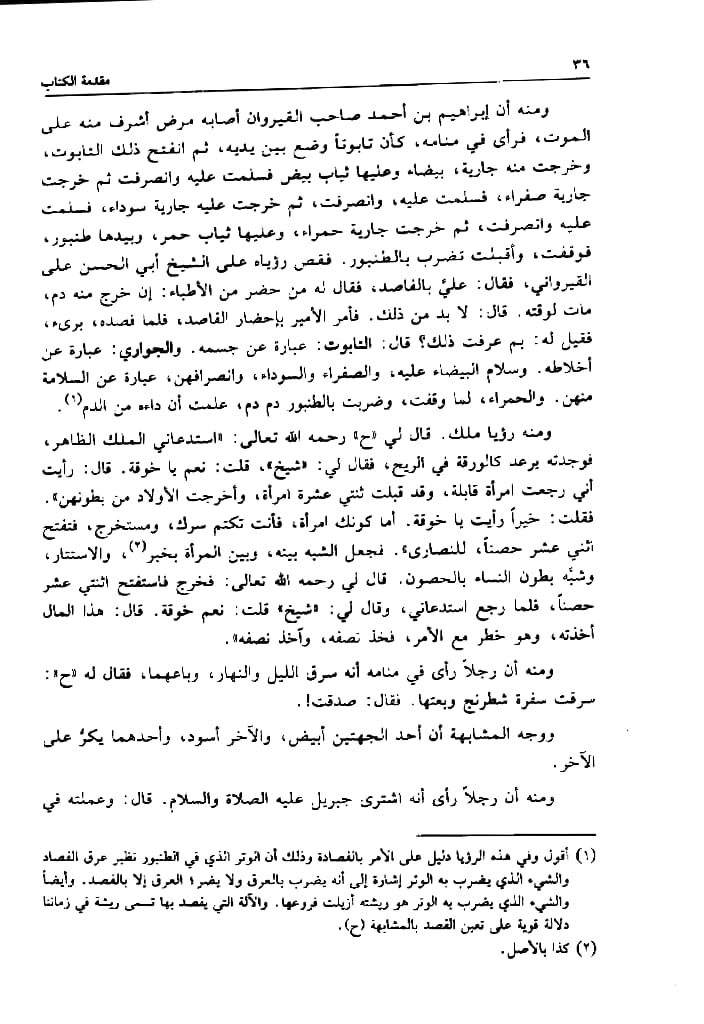 ٣٦
مقدمة الكتاب
ومنه أن إبراهيم بن أحمد صاحب القيروان أصابه مرض أشرف منه على
الموت، فرأى في منامه، كأن تابوتاً وضع بين يديه، ثم انفتح ذلك التابوت،
وخرجت منه جارية، بيضاء وعليها ثياب بيض فسلمت عليه وانصرفت ثم خرجت
جارية صفراء، فسلمت عليه، وانصرفت، ثم خرجت عليه جارية سوداء، فسلمت
عليه وانصرفت، ثم خرجت جارية حمراء، وعليها ثياب حمر، وبيدها طنبور،
فوقفت، وأقبلت تضرب بالطنبور. فقص رؤياه على الشيخ أبي الحسن على
القيرواني، فقال: عليَّ بالفاصد، فقال له من حضر من الأطباء: إن خرج منه دم،
مات لوقته. قال: لا بد من ذلك. فأمر الأمير بإحضار الفاصد، فلما فصده، برىء،
فقيل له: بم عرفت ذلك؟ قال: التابوت: عبارة عن جسمه. والجواري: عبارة عن
أخلاطه. وسلام البيضاء عليه، والصفراء والسوداء، وانصرافهن، عبارة عن السلامة
منهن. والحمراء، لما وقفت، وضربت بالطنبور دم دم، علمت أن داءه من الدم(١).
ومنه رؤيا ملك. قال لي «ح» رحمه الله تعالى: «استدعاني الملك الظاهر،
فوجدته يرعد كالورقة في الريح، فقال لي: «شيخ»، قلت: نعم يا خوقة. قال: رأيت
أني رجعت امرأة قابلة، وقد قبلت ثنتي عشرة امرأة، وأخرجت الأولاد من بطونهن».
فقلت: خيراً رأيت يا خوقة. أما كونك امرأة، فأنت تكتم سرك، ومستخرج، فتفتح
اثني عشر حصناً، للنصارىء. فجعل الشبه بينه، وبين المرأة بخبر(٢)، والاستتار،
وشبَّه بطون النساء بالحصون. قال لي رحمه الله تعالى: فخرج فاستفتح اثنتي عشر
حصناً، فلما رجع استدعاني، وقال لي: «شيخ» قلت: نعم خوقة. قال: هذا المال
أخذته، وهو خطر مع الأمر، فخذ نصفه، وآخذ نصفه».
ومنه أن رجلاً رأى في منامه أنه سرق الليل والنهار، وباعهما، فقال له «ح»:
سرقت سفرة شطرنج وبعتها. فقال: صدقت!.
ووجه المشابهة أن أحد الجهتين أبيض، والآخر أسود، وأحدهما يكرُّ على
الآخر.
ومنه أن رجلاً رأى أنه اشترى جبريل عليه الصلاة والسلام. قال: وعملته في
(١) أقول وفي هذه الرؤيا دليل على الأمر بالفصادة وذلك أن الوتر الذي في الطنبور نظير عرق الفصاد
والشيء الذي يضرب به الوتر إشارة إلى أنه يضرب بالعرق ولا يضر؛ العرق إلا بالفصد. وأيضاً
والشيء الذي يضرب به الوتر هو ريشته أزيلت فروعها. والآلة التي يفصد بها تسمى ريشة في زماننا
دلالة قوية على تعين القصد بالمشابهة (ح).
(٢) كذا بالأصل.